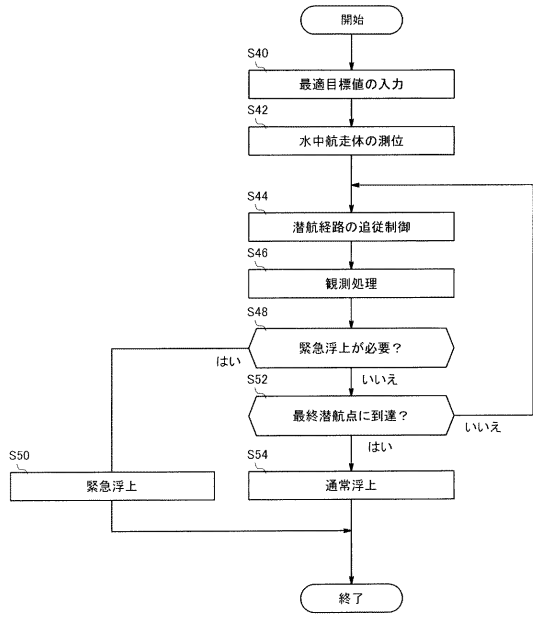 開始
S40
最適目標値の入力
S42
水中航走体の測位
S44
潜航経路の追従制御
S46
観測処理
S48
緊急浮上が必要？
はい
いいえ
S52
最終潜航点に到達？
いいえ
はい
S50
緊急浮上
S54
通常浮上
終了